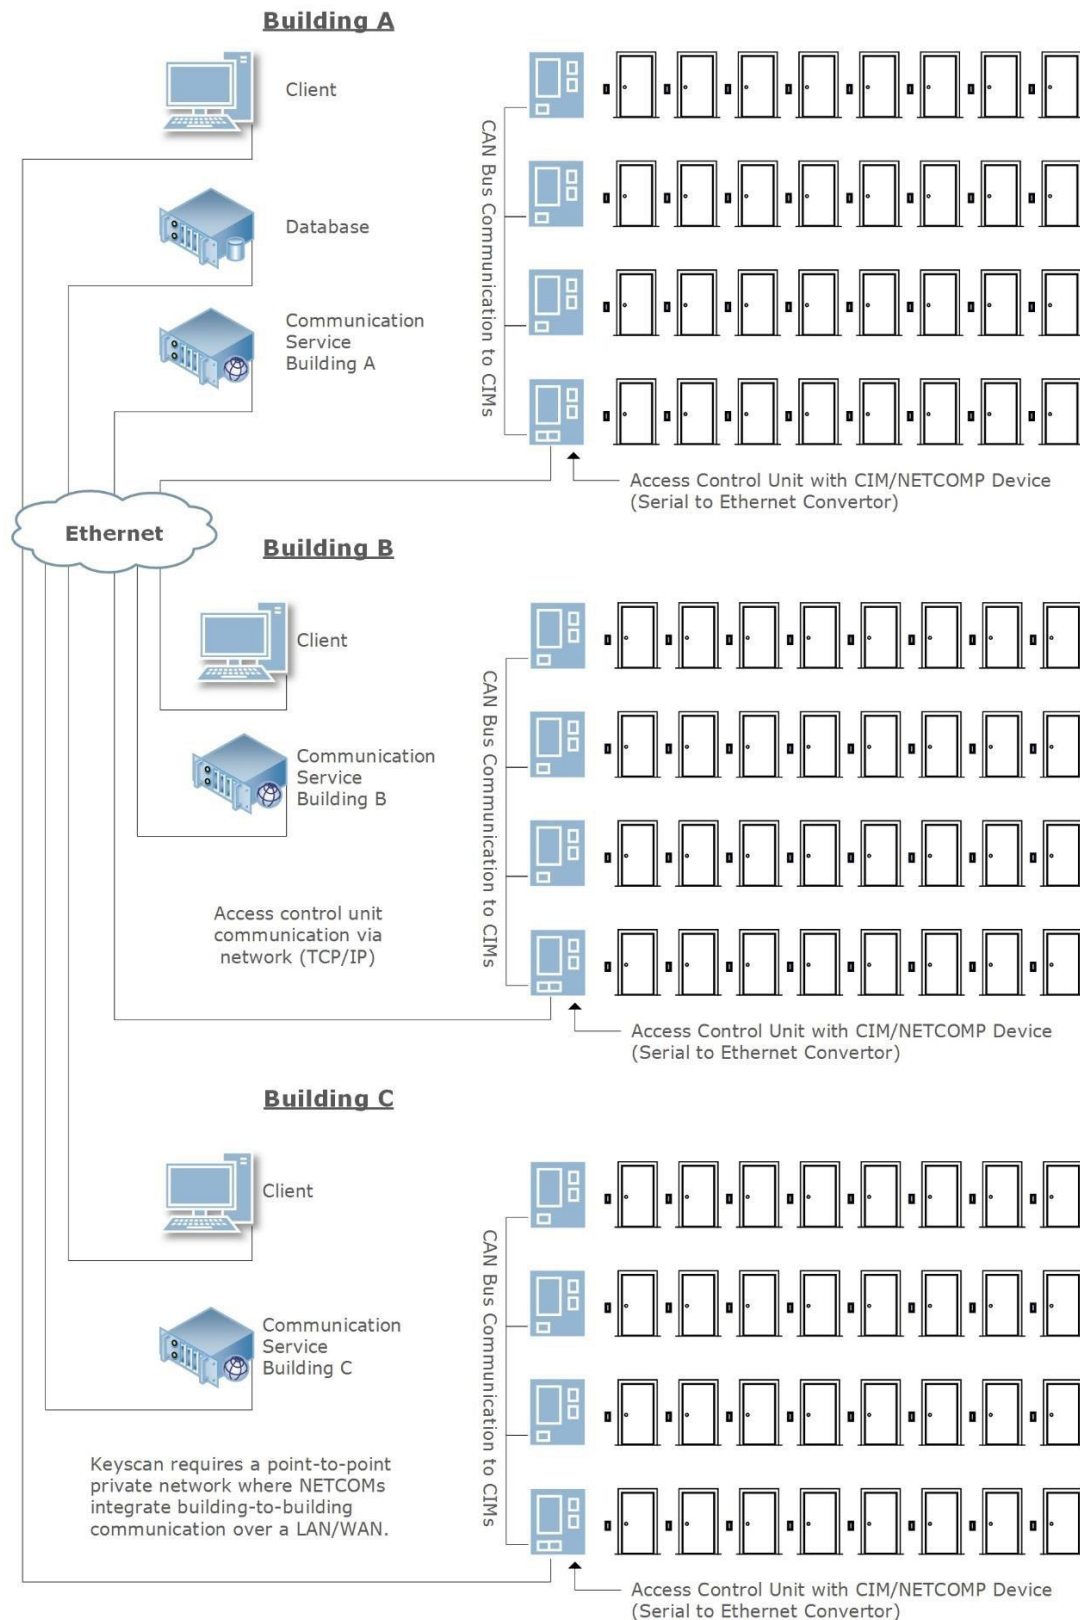 Building A
Client
Database
Communication
Service
Building A
CAN Bus Communication to CIMs
Access Control Unit with CIM/NETCOMP Device
(Serial to Ethernet Convertor)
Ethernet
Building B
Client
Communication
Service
Building B
CAN Bus Communication to CIMs
Access control unit
communication via
network (TCP/IP)
Access Control Unit with CIM/NETCOMP Device
(Serial to Ethernet Convertor)
Building C
Client
Communication
Service
Building C
CAN Bus Communication to CIMs
Keyscan requires a point-to-point
private network where NETCOMs
integrate building-to-building
communication over a LAN/WAN.
Access Control Unit with CIM/NETCOMP Device
(Serial to Ethernet Convertor)